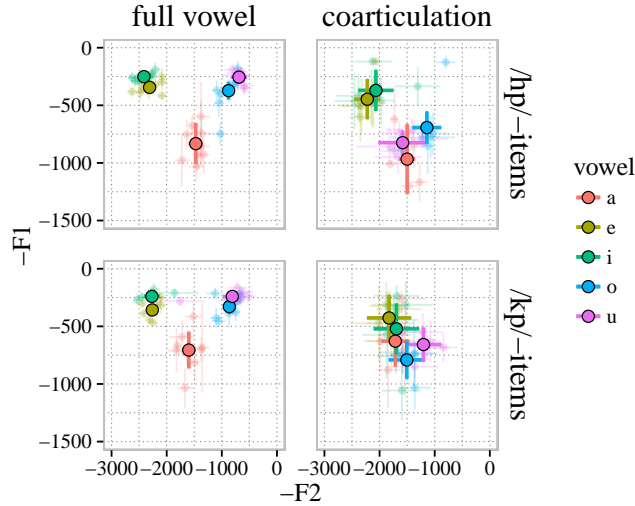 full vowel coarticulation
0
−500
−1000
−1500
/hp/−items
0
−500
−1000
−1500
/kp/−items
−F1
−3000 −2000 −1000 0 −3000 −2000 −1000 0
−F2
vowel
a
e
i
o
u